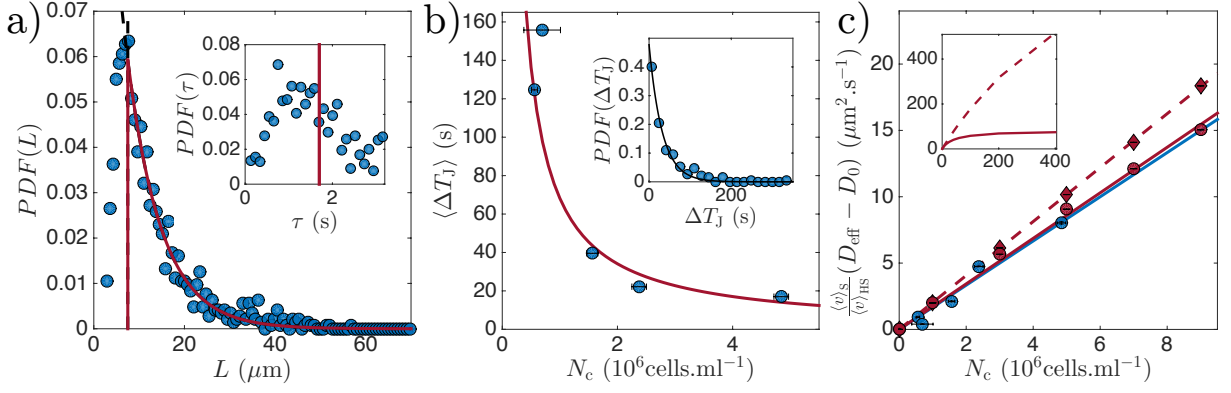 a)
PDF(L)
0.07
0.06
0.05
0.04
0.03
0.02
0.01
0
0 20 40 60
L (μm)
PDF(τ)
0.08
0.06
0.04
0.02
0
0 2
τ (s)
b)
⟨ΔT_J⟩ (s)
160
140
120
100
80
60
40
20
0
0 2 4
N_c (10^6cells.ml^−1)
PDF(ΔT_J)
0.4
0.3
0.2
0.1
0
0 200
ΔT_J (s)
c)
⟨v⟩_S/⟨v⟩_HS (D_eff − D_0) (μm^2.s^−1)
20
15
10
5
0
0 2 4 6 8
N_c (10^6cells.ml^−1)
400
200
0
0 200 400